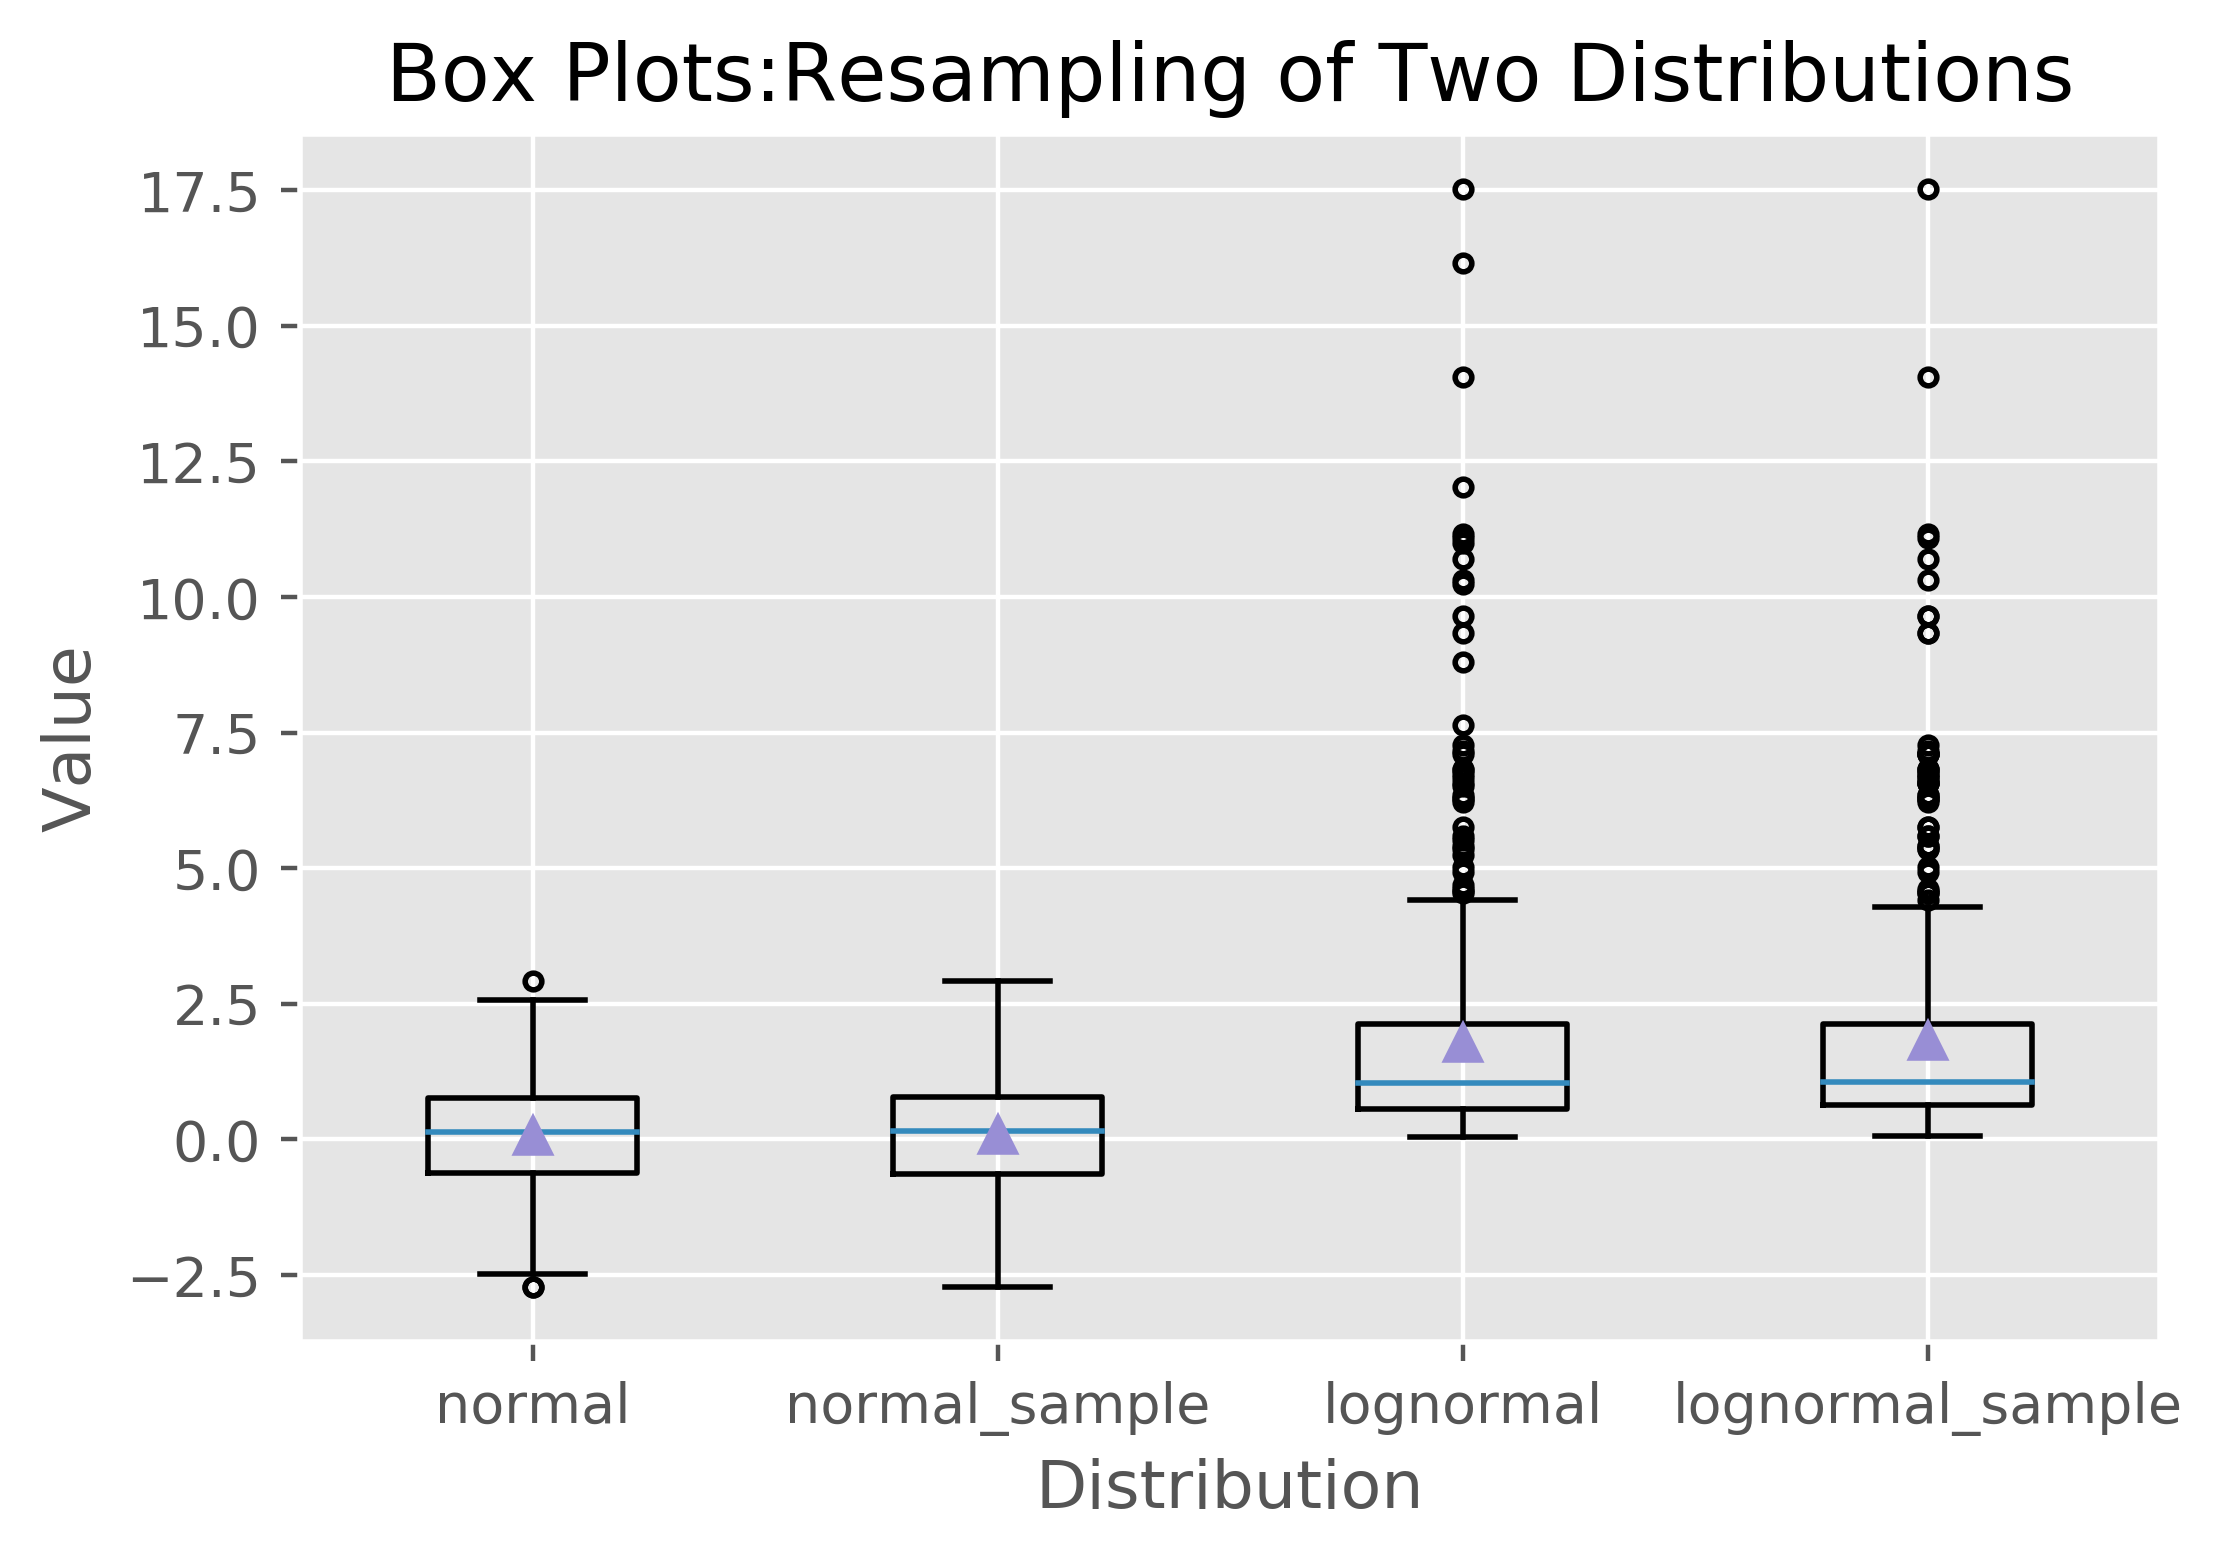 Box Plots:Resampling of Two Distributions
17.5
15.0
12.5
10.0
7.5
5.0
2.5
0.0
−2.5
Value
normal normal_sample lognormal lognormal_sample
Distribution